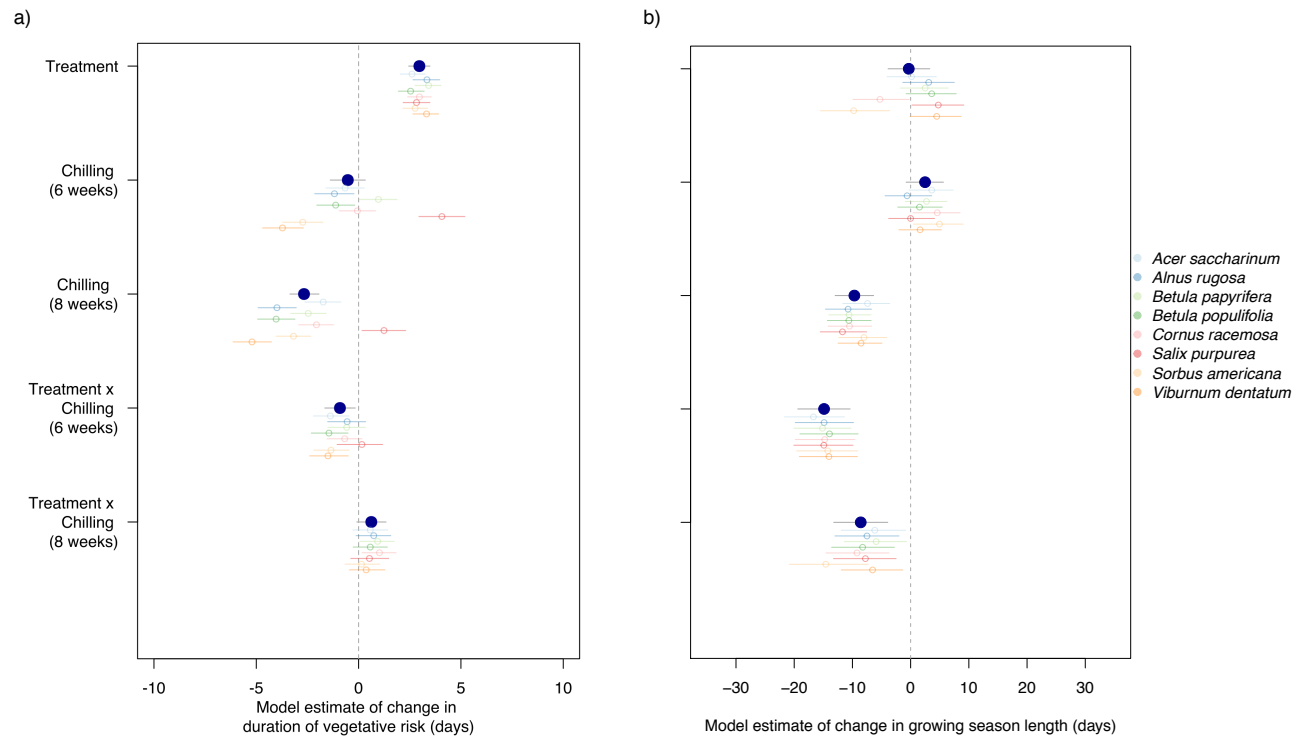 a)
Treatment
Chilling
(6 weeks)
Chilling
(8 weeks)
Treatment x
Chilling
(6 weeks)
Treatment x
Chilling
(8 weeks)
-10 -5 0 5 10
Model estimate of change in
duration of vegetative risk (days)
b)
−30 −20 −10 0 10 20 30
Model estimate of change in growing season length (days)
Acer saccharinum
Alnus rugosa
Betula papyrifera
Betula populifolia
Cornus racemosa
Salix purpurea
Sorbus americana
Viburnum dentatum